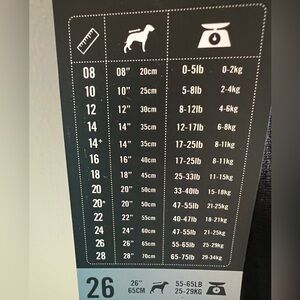 08 08" 20cm 0-5lb 0-2kg
10 10" 25cm 5-8lb 2-4kg
12 12" 30cm 8-12lb 4-6kg
14 14" 35cm 12-17lb 6-8kg
14+ 14" 35cm 17-25lb 8-11kg
16 16" 40cm 17-25lb 8-11kg
18 18" 45cm 25-33lb 11-15kg
20 20" 50cm 33-40lb 15-18kg
20+ 20" 50cm 47-55lb 21-25kg
22 22" 55cm 40-47lb 18-21kg
24 24" 60cm 47-55lb 21-25kg
26 26" 65cm 55-65lb 25-29kg
28 28" 70cm 65-75lb 29-34kg
26 26" 55-65LB
65CM 25-29KG